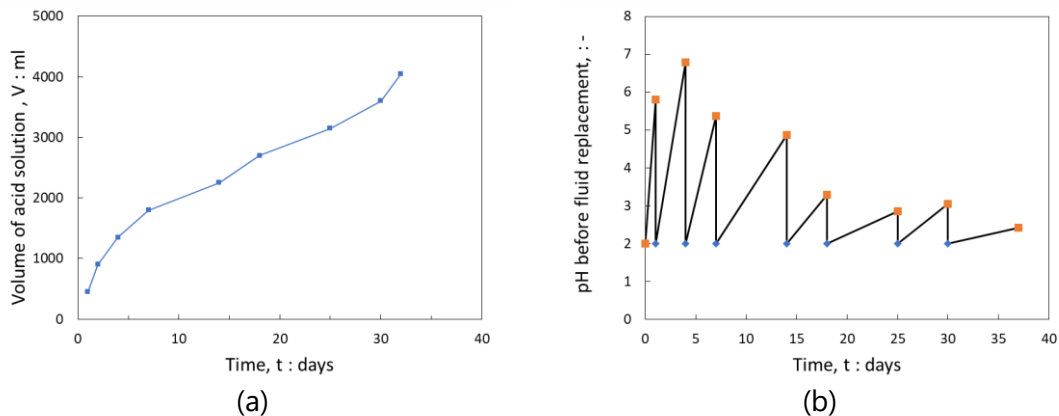 5000
4000
3000
2000
1000
0
Volume of acid solution , V : ml
0 10 20 30 40
Time, t : days
(a)
8
7
6
5
4
3
2
1
0
pH before fluid replacement, : -
0 5 10 15 20 25 30 35 40
Time, t : days
(b)